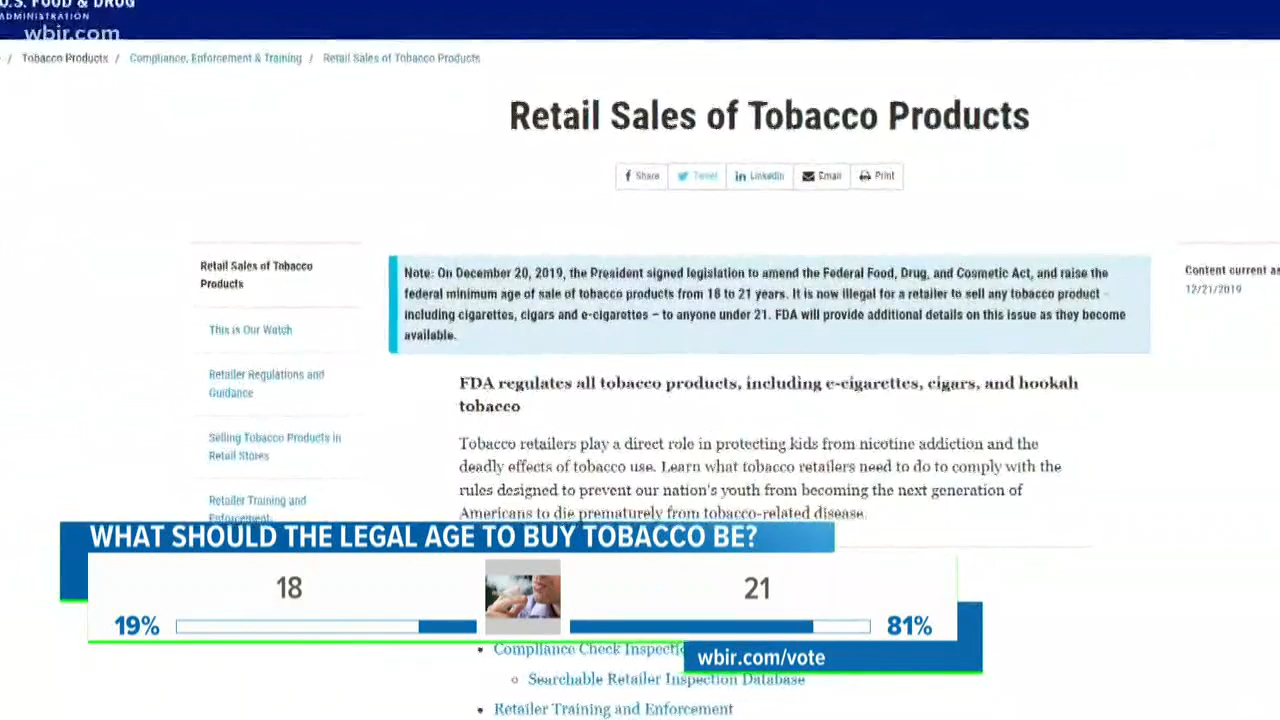 U.S. FOOD & DRUG
ADMINISTRATION
wbir.com
/ Tobacco Products / Compliance, Enforcement & Training / Retail Sales of Tobacco Products
Retail Sales of Tobacco Products
Share Tweet Linkedin Email Print
Retail Sales of Tobacco
Products
This is Our Watch
Retailer Regulations and
Guidance
Selling Tobacco Products in
Retail Stores
Retailer Training and
Enforcement
Note: On December 20, 2019, the President signed legislation to amend the Federal Food, Drug, and Cosmetic Act, and raise the
federal minimum age of sale of tobacco products from 18 to 21 years. It is now illegal for a retailer to sell any tobacco product –
including cigarettes, cigars and e-cigarettes – to anyone under 21. FDA will provide additional details on this issue as they become
available.
Content current as
12/21/2019
FDA regulates all tobacco products, including e-cigarettes, cigars, and hookah
tobacco
Tobacco retailers play a direct role in protecting kids from nicotine addiction and the
deadly effects of tobacco use. Learn what tobacco retailers need to do to comply with the
rules designed to prevent our nation's youth from becoming the next generation of
Americans to die prematurely from tobacco-related disease.
WHAT SHOULD THE LEGAL AGE TO BUY TOBACCO BE?
18 21
19% 81%
wbir.com/vote
• Compliance Check Inspectio
○ Searchable Retailer Inspection Database
• Retailer Training and Enforcement